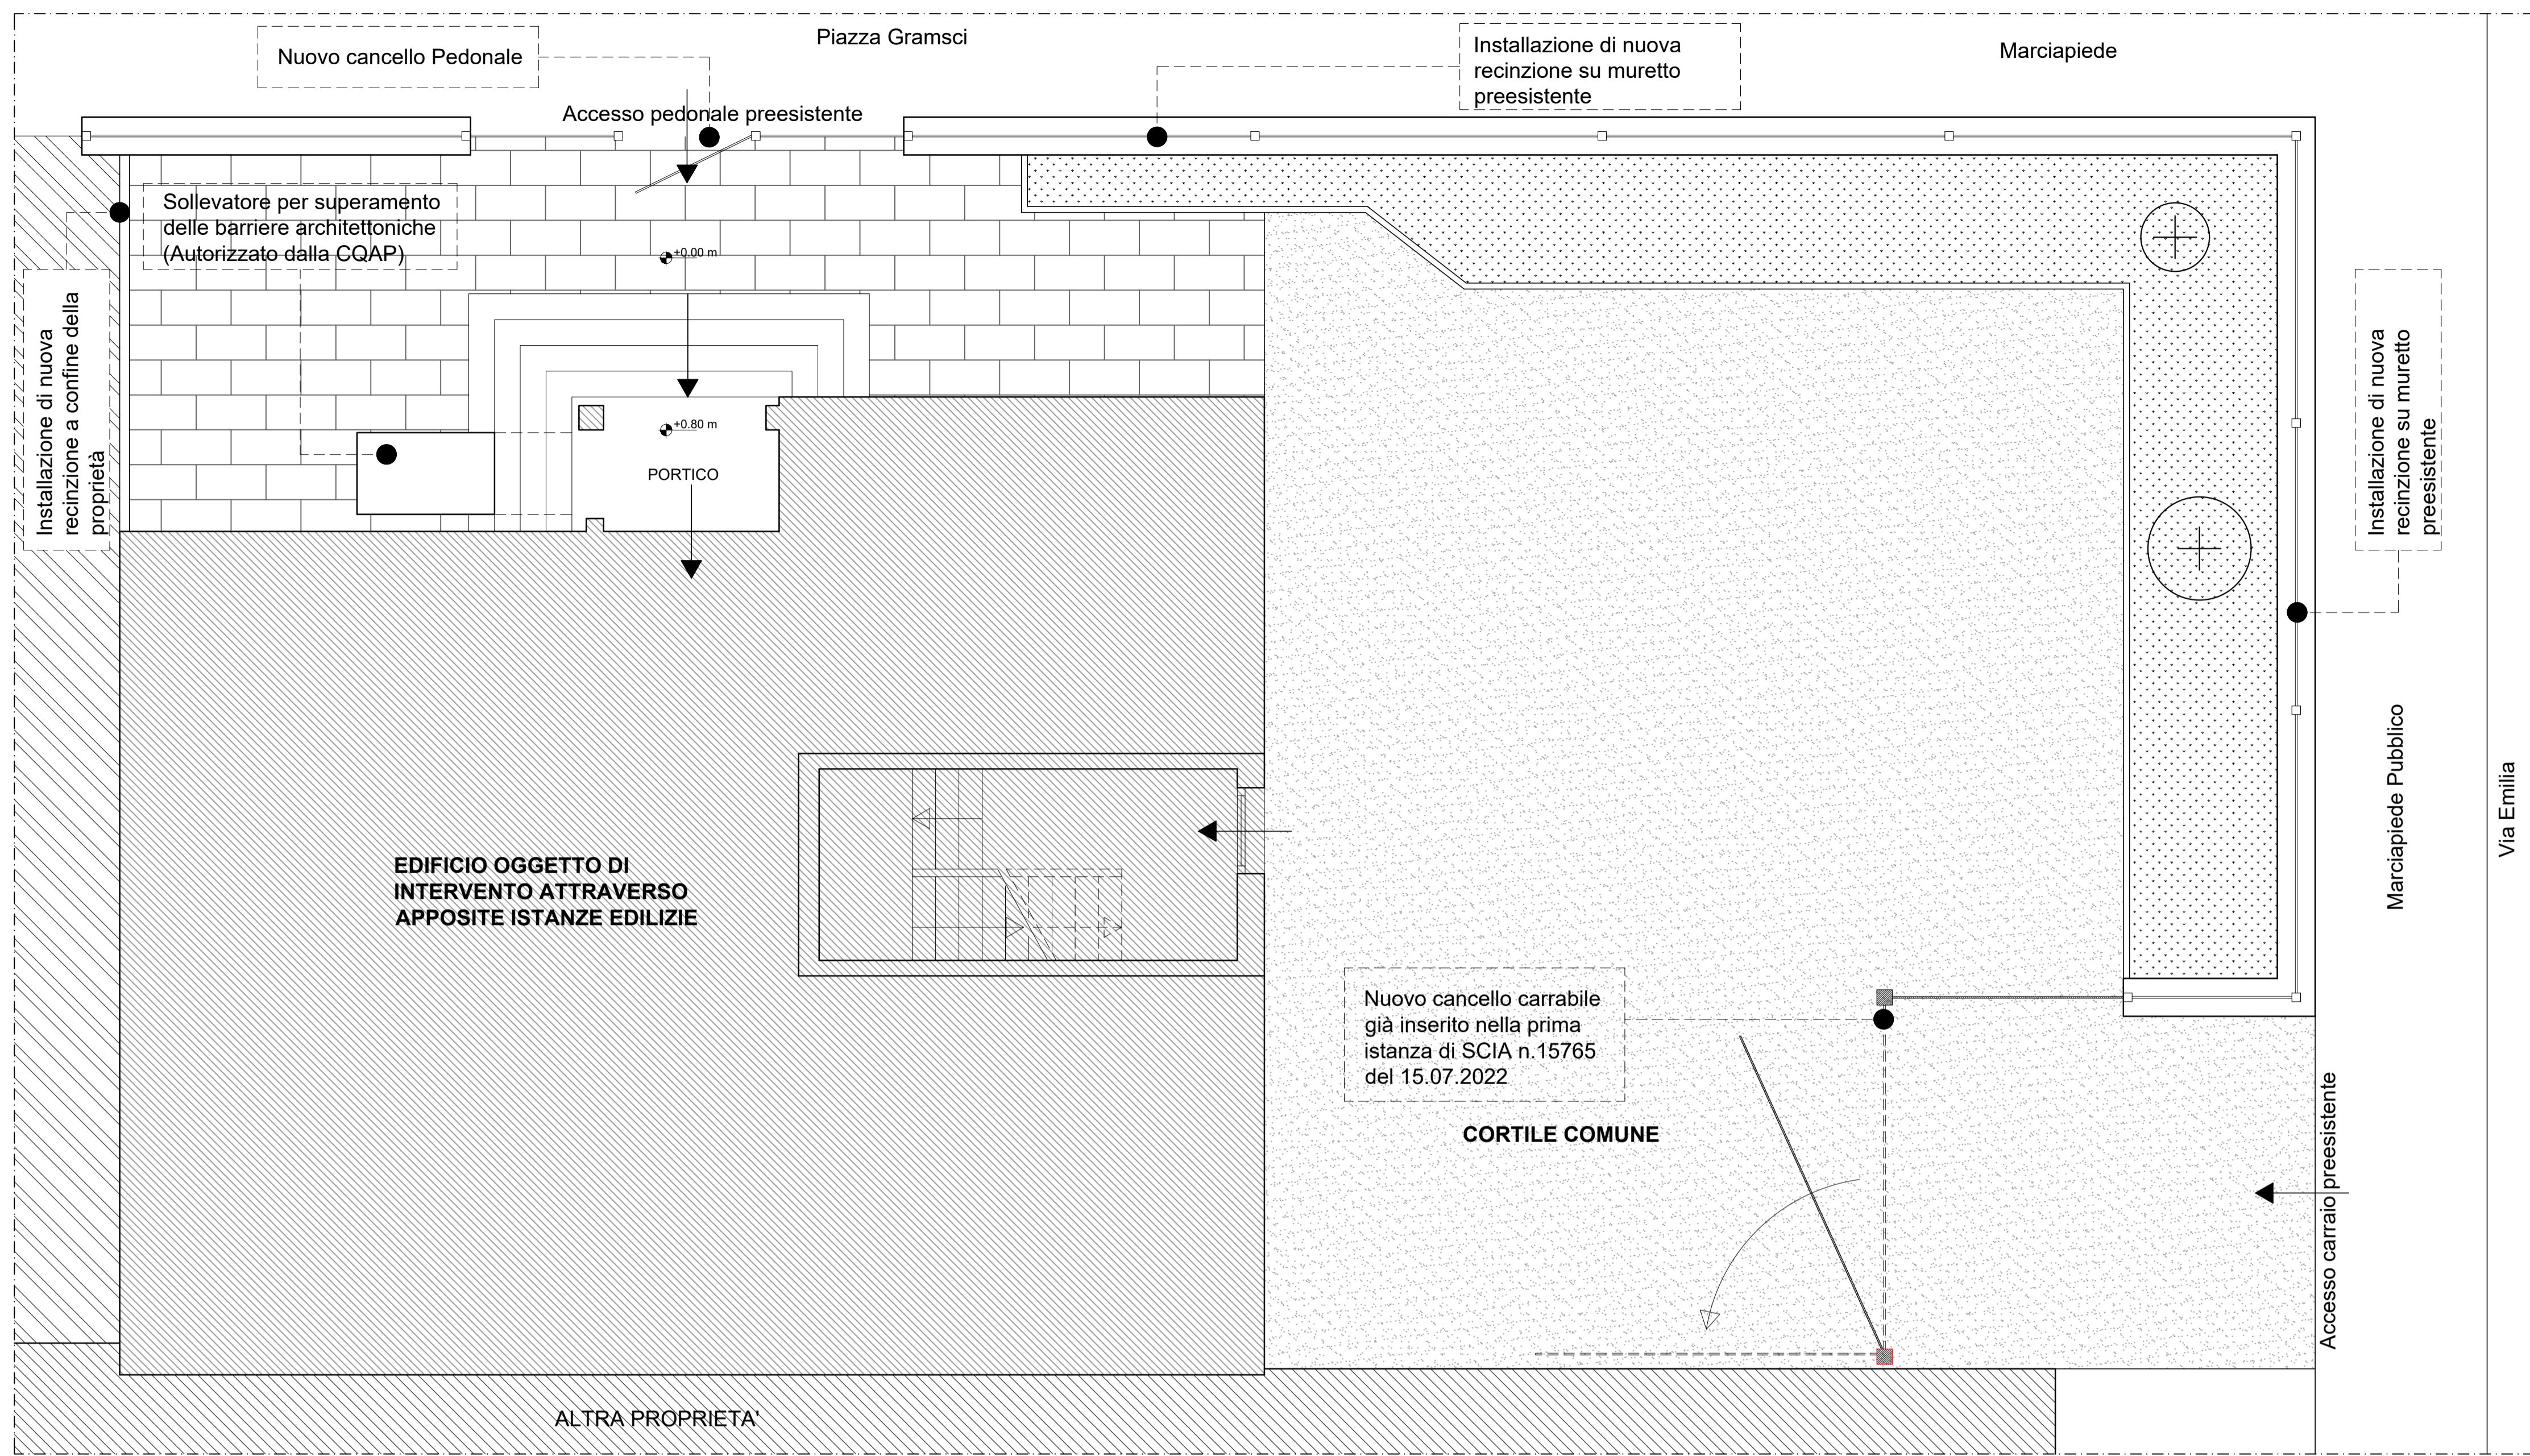 Piazza Gramsci
Marciapiede
Nuovo cancello Pedonale
Installazione di nuova
recinzione su muretto
preesistente
Accesso pedonale preesistente
Sollevatore per superamento
delle barriere architettoniche
(Autorizzato dalla CQAP)
+0.00 m
Installazione di nuova
recinzione a confine della
proprietà
+0.80 m
PORTICO
Installazione di nuova
recinzione su muretto
preesistente
Marciapiede Pubblico
Via Emilia
EDIFICIO OGGETTO DI
INTERVENTO ATTRAVERSO
APPOSITE ISTANZE EDILIZIE
Nuovo cancello carrabile
già inserito nella prima
istanza di SCIA n.15765
del 15.07.2022
CORTILE COMUNE
Accesso carraio preesistente
ALTRA PROPRIETA'